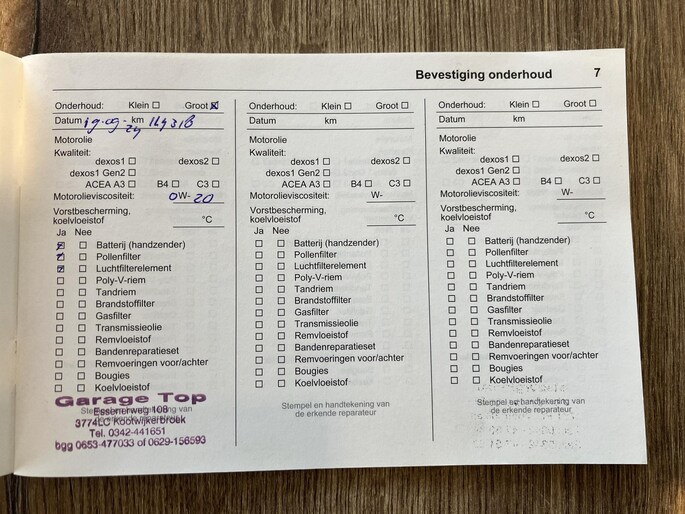 Bevestiging onderhoud 7
Onderhoud: Klein ☐ Groot ☒
Datum 19-09-24 km
Motorolie
Kwaliteit:
dexos1 ☐ dexos2 ☐
dexos1 Gen2 ☐
ACEA A3 ☐ B4 ☐ C3 ☐
Motorolieviscositeit: 0W-20
Vorstbescherming,
koelvloeistof °C
Ja Nee
☑ ☐ Batterij (handzender)
☑ ☐ Pollenfilter
☑ ☐ Luchtfilterelement
☐ ☐ Poly-V-riem
☐ ☐ Tandriem
☐ ☐ Brandstoffilter
☐ ☐ Gasfilter
☐ ☐ Transmissieolie
☐ ☐ Remvloeistof
☐ ☐ Bandenreparatieset
☐ ☐ Remvoeringen voor/achter
☐ ☐ Bougies
☐ ☐ Koelvloeistof
Garage Top
Stempel en handtekening van
de erkende reparateur
Essenerweg 108
3774LC Kootwijkerbroek
Tel. 0342-441651
bgg 0653-477033 of 0629-156593
Onderhoud: Klein ☐ Groot ☐
Datum km
Motorolie
Kwaliteit:
dexos1 ☐ dexos2 ☐
dexos1 Gen2 ☐
ACEA A3 ☐ B4 ☐ C3 ☐
Motorolieviscositeit: W-
Vorstbescherming,
koelvloeistof °C
Ja Nee
☐ ☐ Batterij (handzender)
☐ ☐ Pollenfilter
☐ ☐ Luchtfilterelement
☐ ☐ Poly-V-riem
☐ ☐ Tandriem
☐ ☐ Brandstoffilter
☐ ☐ Gasfilter
☐ ☐ Transmissieolie
☐ ☐ Remvloeistof
☐ ☐ Bandenreparatieset
☐ ☐ Remvoeringen voor/achter
☐ ☐ Bougies
☐ ☐ Koelvloeistof
Stempel en handtekening van
de erkende reparateur
Onderhoud: Klein ☐ Groot ☐
Datum km
Motorolie
Kwaliteit:
dexos1 ☐ dexos2 ☐
dexos1 Gen2 ☐
ACEA A3 ☐ B4 ☐ C3 ☐
Motorolieviscositeit: W-
Vorstbescherming,
koelvloeistof °C
Ja Nee
☐ ☐ Batterij (handzender)
☐ ☐ Pollenfilter
☐ ☐ Luchtfilterelement
☐ ☐ Poly-V-riem
☐ ☐ Tandriem
☐ ☐ Brandstoffilter
☐ ☐ Gasfilter
☐ ☐ Transmissieolie
☐ ☐ Remvloeistof
☐ ☐ Bandenreparatieset
☐ ☐ Remvoeringen voor/achter
☐ ☐ Bougies
☐ ☐ Koelvloeistof
Stempel en handtekening van
de erkende reparateur